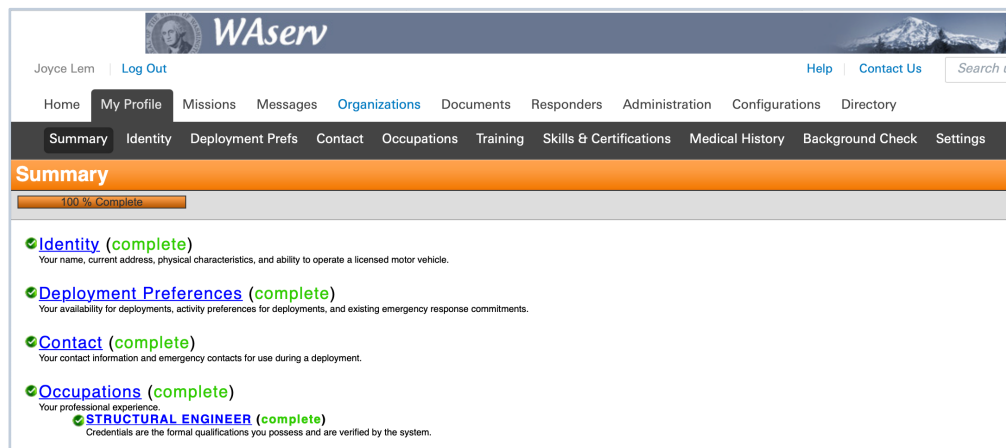 WAserv
Joyce Lem Log Out Help Contact Us Search
Home My Profile Missions Messages Organizations Documents Responders Administration Configurations Directory
Summary Identity Deployment Prefs Contact Occupations Training Skills & Certifications Medical History Background Check Settings
Summary
100 % Complete
Identity (complete)
Your name, current address, physical characteristics, and ability to operate a licensed motor vehicle.
Deployment Preferences (complete)
Your availability for deployments, activity preferences for deployments, and existing emergency response commitments.
Contact (complete)
Your contact information and emergency contacts for use during a deployment.
Occupations (complete)
Your professional experience.
STRUCTURAL ENGINEER (complete)
Credentials are the formal qualifications you possess and are verified by the system.